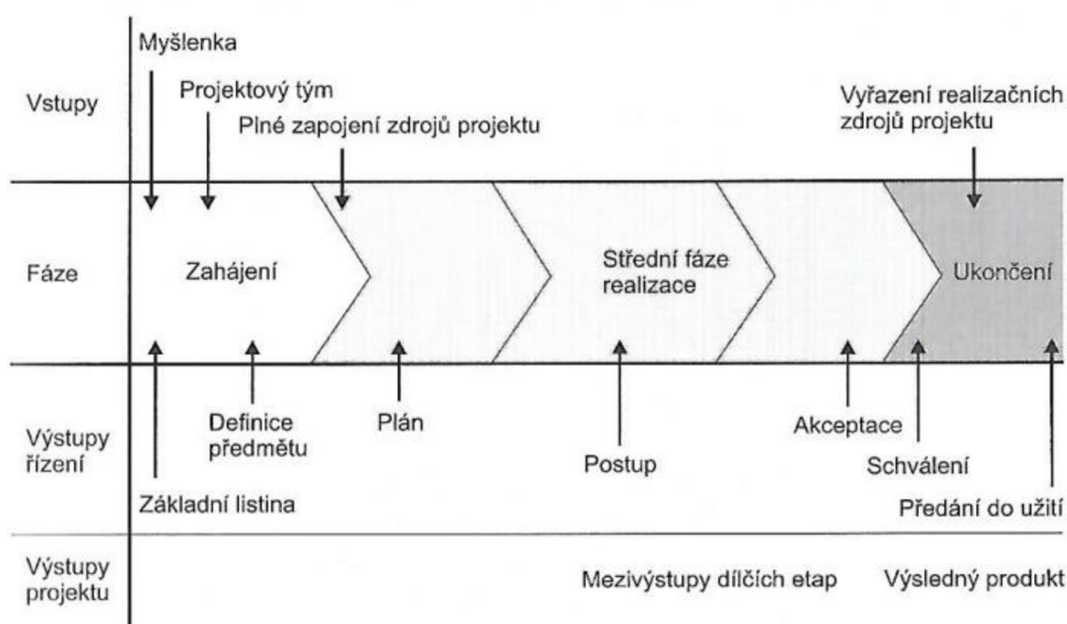 Myšlenka
Vstupy
Projektový tým
Plné zapojení zdrojů projektu
Vyřazení realizačních
zdrojů projektu
Fáze
Zahájení
Střední fáze
realizace
Ukončení
Výstupy
řízení
Definice
předmětu
Plán
Akceptace
Postup
Schválení
Základní listina
Předání do užití
Výstupy
projektu
Mezivýstupy dílčích etap
Výsledný produkt